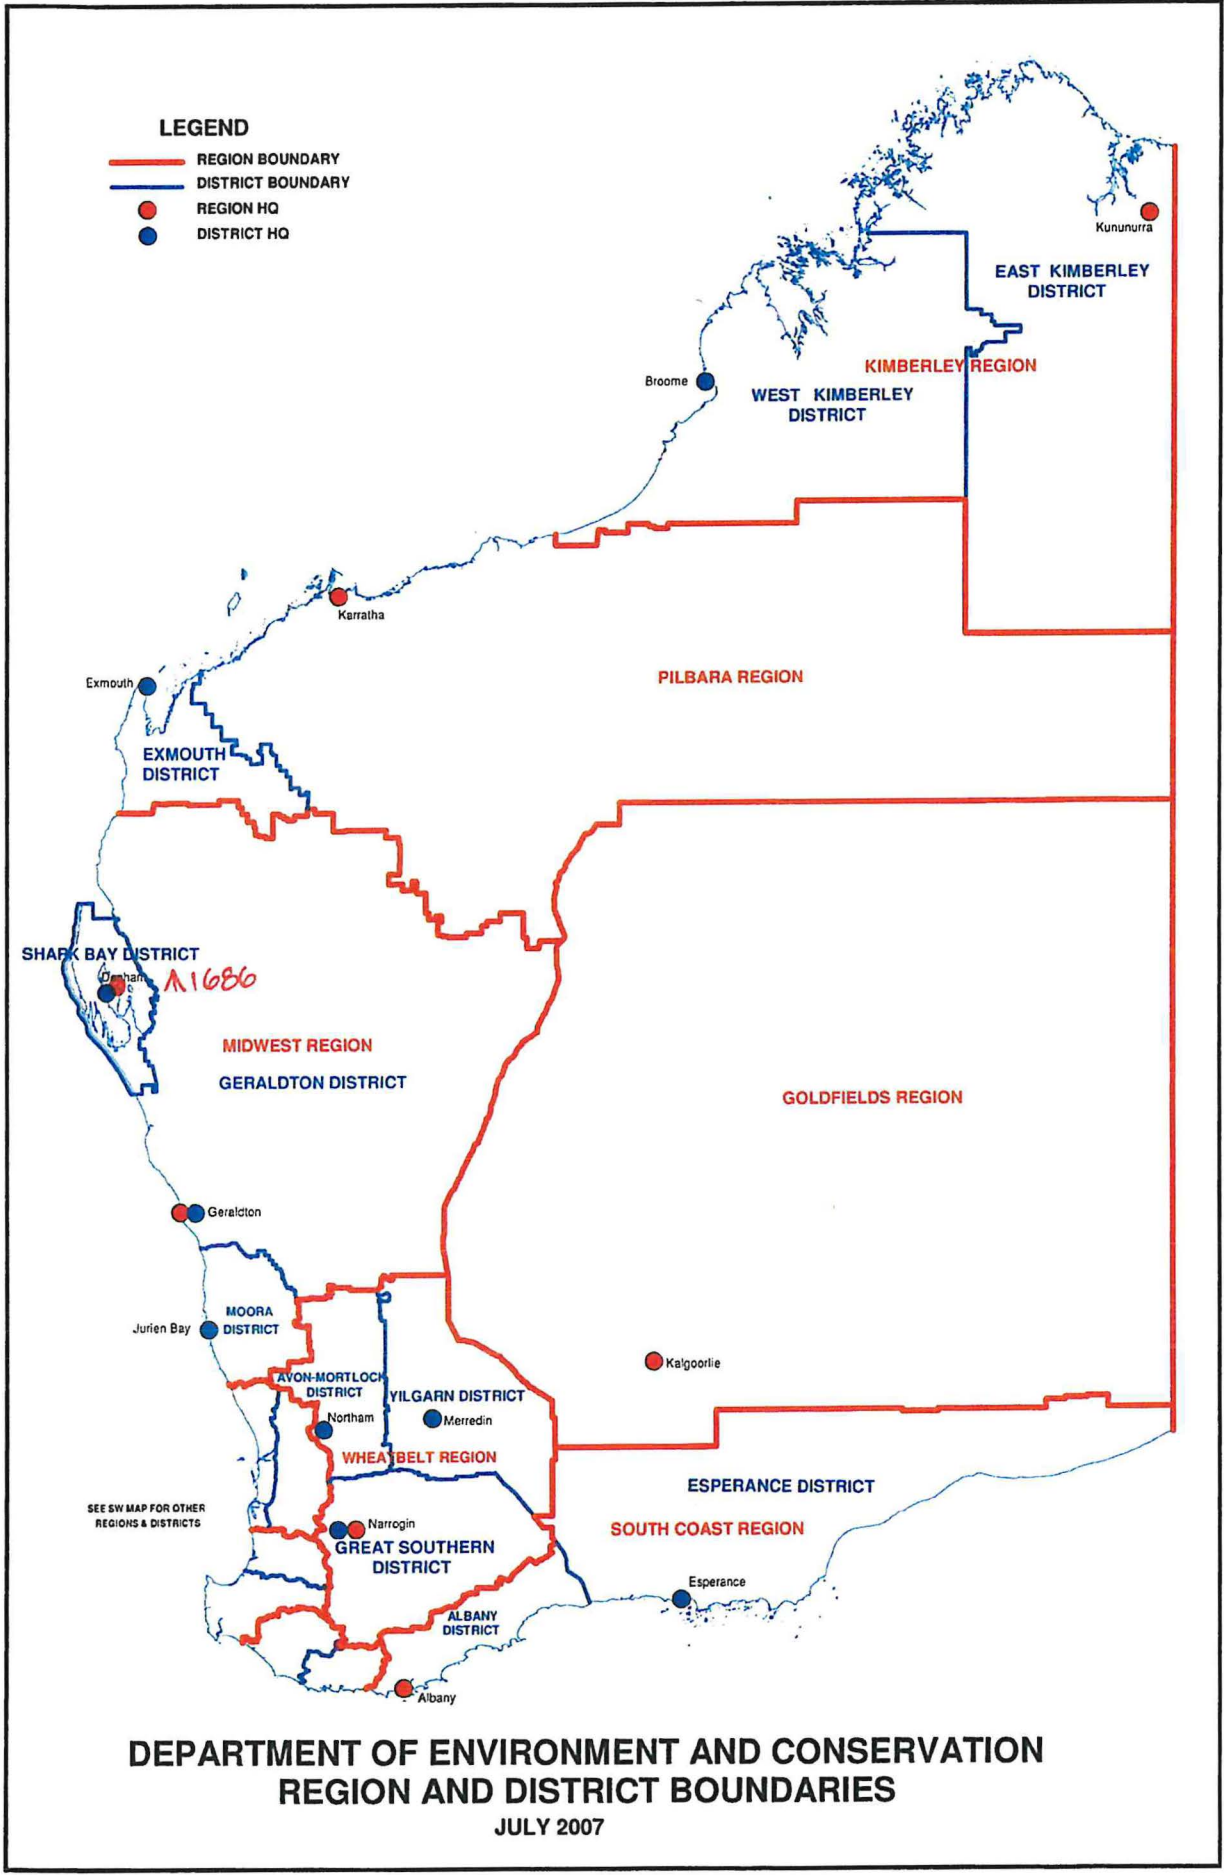 LEGEND
REGION BOUNDARY
DISTRICT BOUNDARY
REGION HQ
DISTRICT HQ
Kununurra
EAST KIMBERLEY
DISTRICT
KIMBERLEY REGION
Broome
WEST KIMBERLEY
DISTRICT
Karratha
PILBARA REGION
Exmouth
EXMOUTH
DISTRICT
SHARK BAY DISTRICT
Denham
1686
MIDWEST REGION
GERALDTON DISTRICT
GOLDFIELDS REGION
Geraldton
MOORA
DISTRICT
Jurien Bay
Kalgoorlie
AVON-MORTLOCK
DISTRICT
YILGARN DISTRICT
Northam
Merredin
WHEATBELT REGION
ESPERANCE DISTRICT
SEE SW MAP FOR OTHER
REGIONS & DISTRICTS
Narrogin
SOUTH COAST REGION
GREAT SOUTHERN
DISTRICT
Esperance
ALBANY
DISTRICT
Albany
DEPARTMENT OF ENVIRONMENT AND CONSERVATION
REGION AND DISTRICT BOUNDARIES
JULY 2007